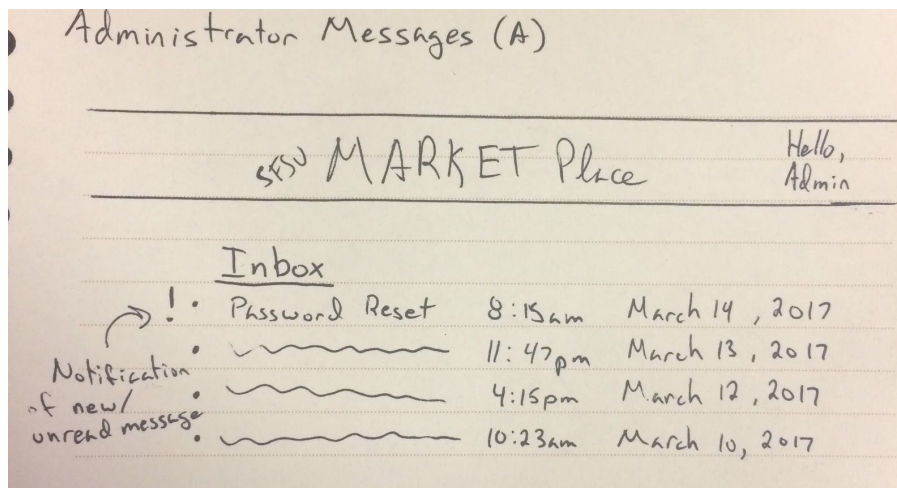 Administrator Messages (A)
SFSU MARKET Place
Hello,
Admin
Inbox
! • Password Reset 8:15am March 14, 2017
• 11:47pm March 13, 2017
• 4:15pm March 12, 2017
• 10:23am March 10, 2017
Notification
of new/
unread message